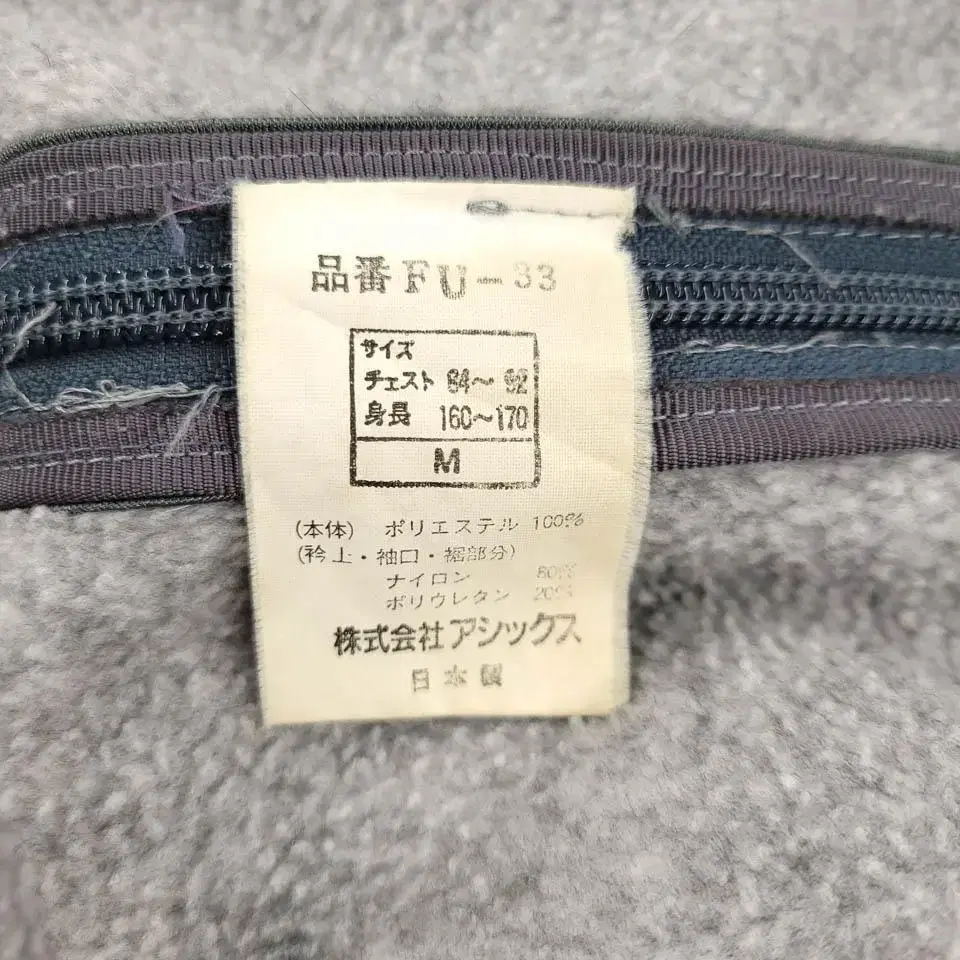 品番 FU-33
サイズ
チェスト 84〜92
身長 160〜170
M
(本体) ポリエステル 100%
(衿上・袖口・裾部分)
ナイロン 80%
ポリウレタン 20%
株式会社アシックス
日本製